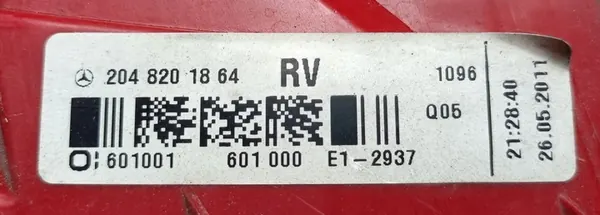 204 820 18 64 RV 1096
Q05
O: 601001 601 000 E1-2937
21:28:40
26.05.2011